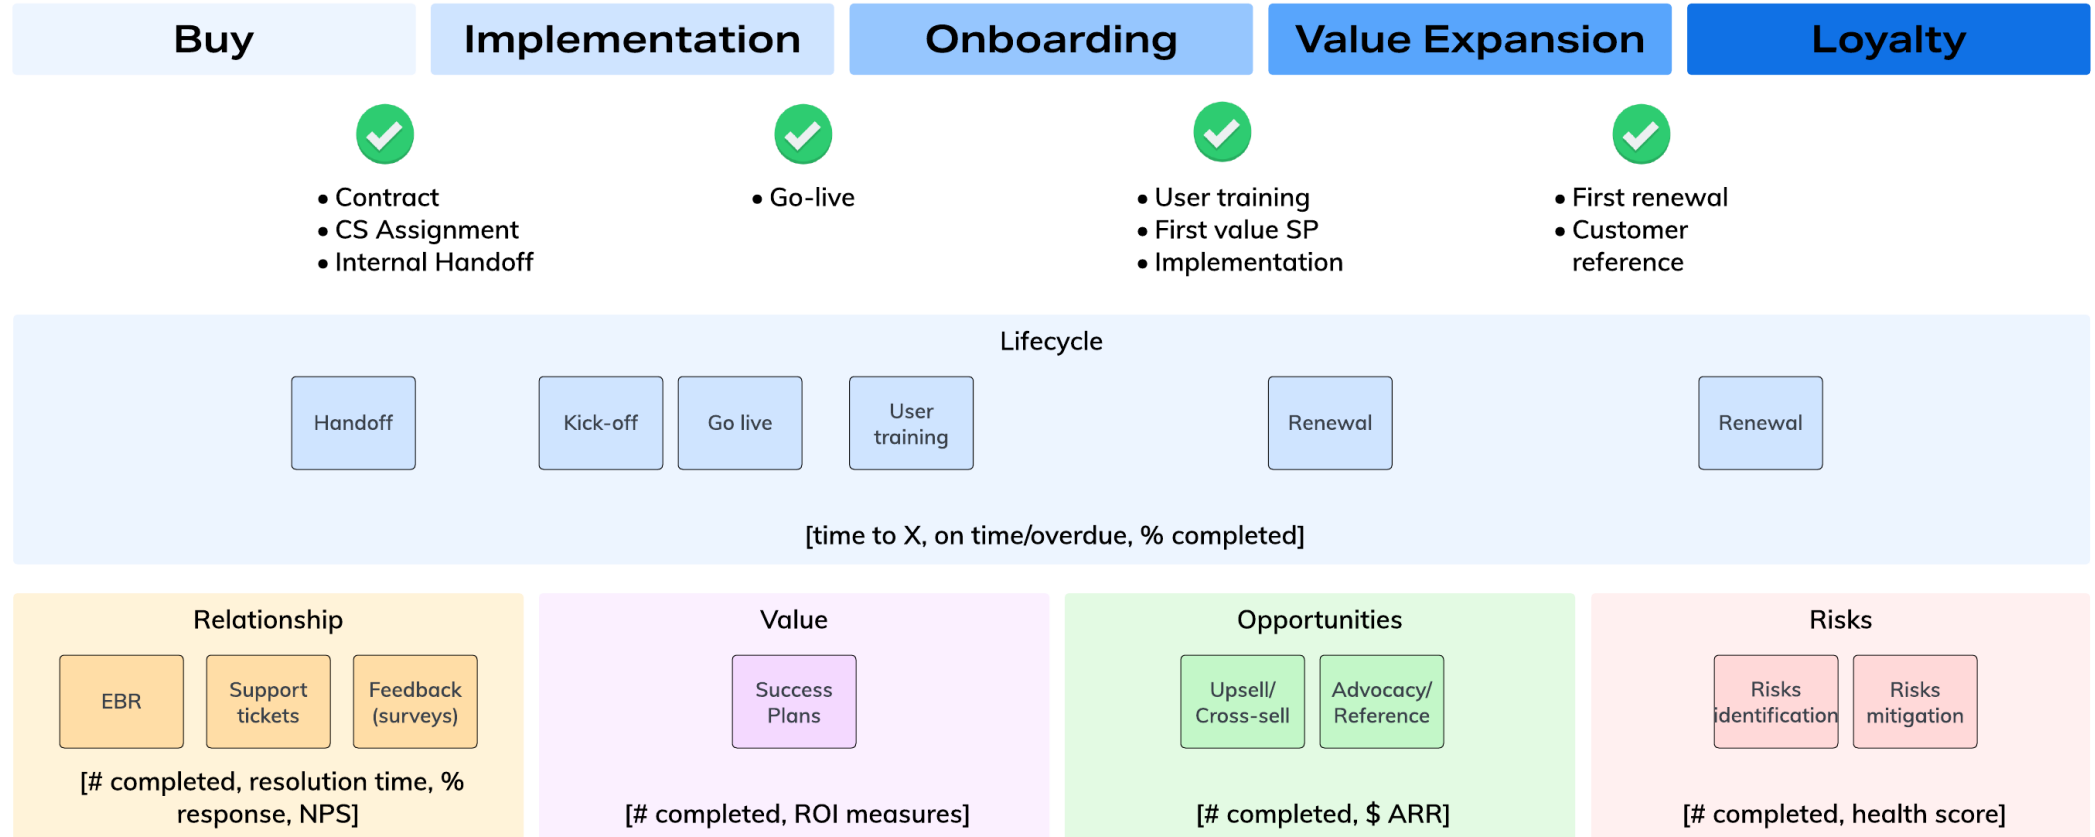 Buy
Implementation
Onboarding
Value Expansion
Loyalty
• Contract
• CS Assignment
• Internal Handoff
• Go-live
• User training
• First value SP
• Implementation
• First renewal
• Customer
reference
Lifecycle
Handoff
Kick-off
Go live
User
training
Renewal
Renewal
[time to X, on time/overdue, % completed]
Relationship
EBR
Support
tickets
Feedback
(surveys)
[# completed, resolution time, %
response, NPS]
Value
Success
Plans
[# completed, ROI measures]
Opportunities
Upsell/
Cross-sell
Advocacy/
Reference
[# completed, $ ARR]
Risks
Risks
identification
Risks
mitigation
[# completed, health score]